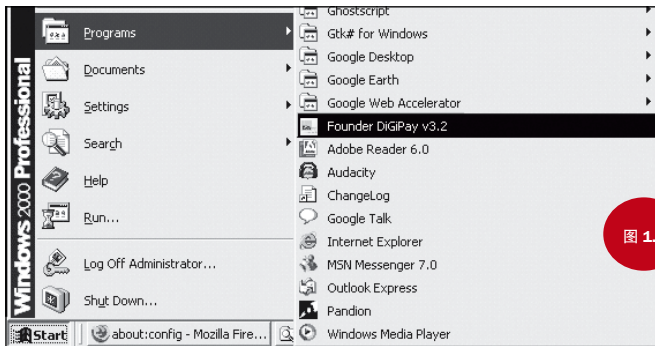 Windows 2000 Professional
Programs
Documents
Settings
Search
Help
Run...
Log Off Administrator...
Shut Down...
Ghostscript
Gtk# for Windows
Google Desktop
Google Earth
Google Web Accelerator
Founder DiGiPay v3.2
Adobe Reader 6.0
Audacity
ChangeLog
Google Talk
Internet Explorer
MSN Messenger 7.0
Outlook Express
Pandion
Windows Media Player
图 1.
Start
about:config - Mozilla Fire...